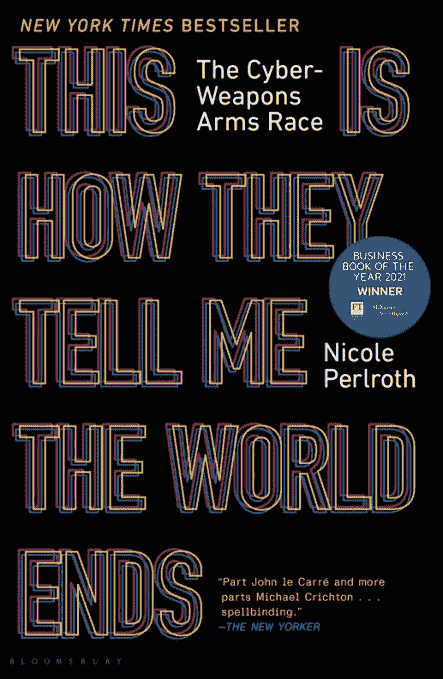 NEW YORK TIMES BESTSELLER
THIS IS
The Cyber-
Weapons
Arms Race
HOW THEY
BUSINESS
BOOK OF THE
YEAR 2021
WINNER
FT
TELL ME
Nicole
Perlroth
THE WORLD
ENDS
"Part John le Carré and more
parts Michael Crichton . . .
spellbinding."
—THE NEW YORKER
BLOOMSBURY